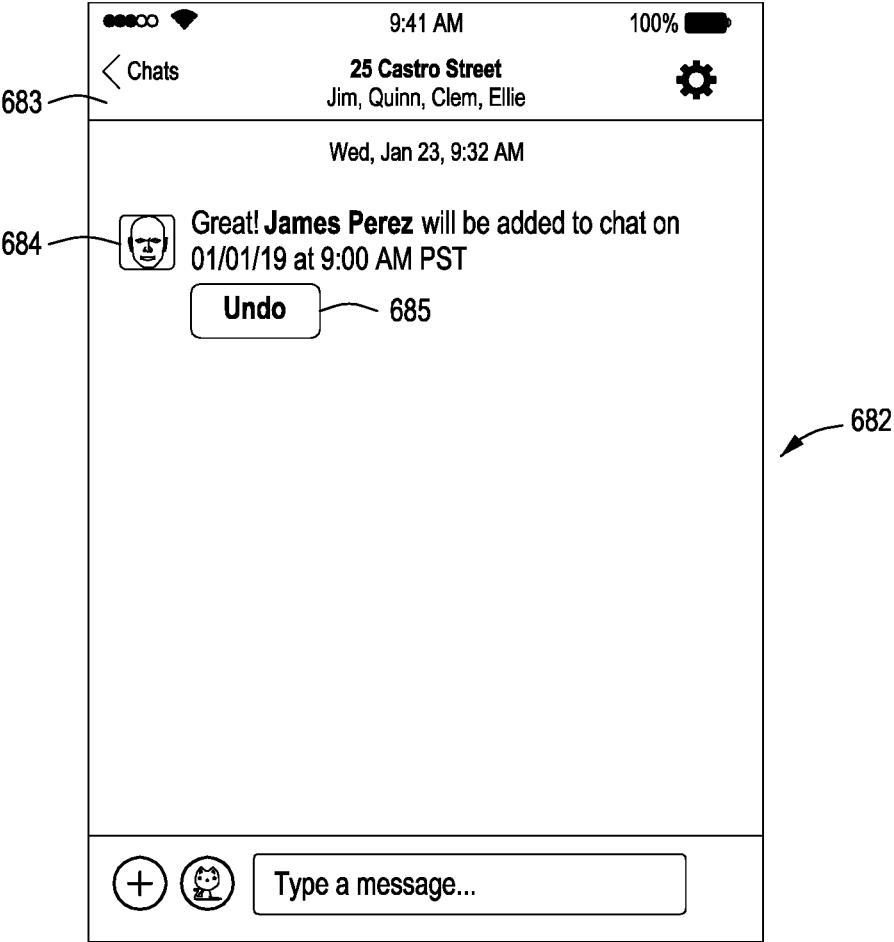 9:41 AM
100%
Chats
25 Castro Street
Jim, Quinn, Clem, Ellie
683
Wed, Jan 23, 9:32 AM
684
Great! James Perez will be added to chat on
01/01/19 at 9:00 AM PST
Undo
685
682
Type a message...